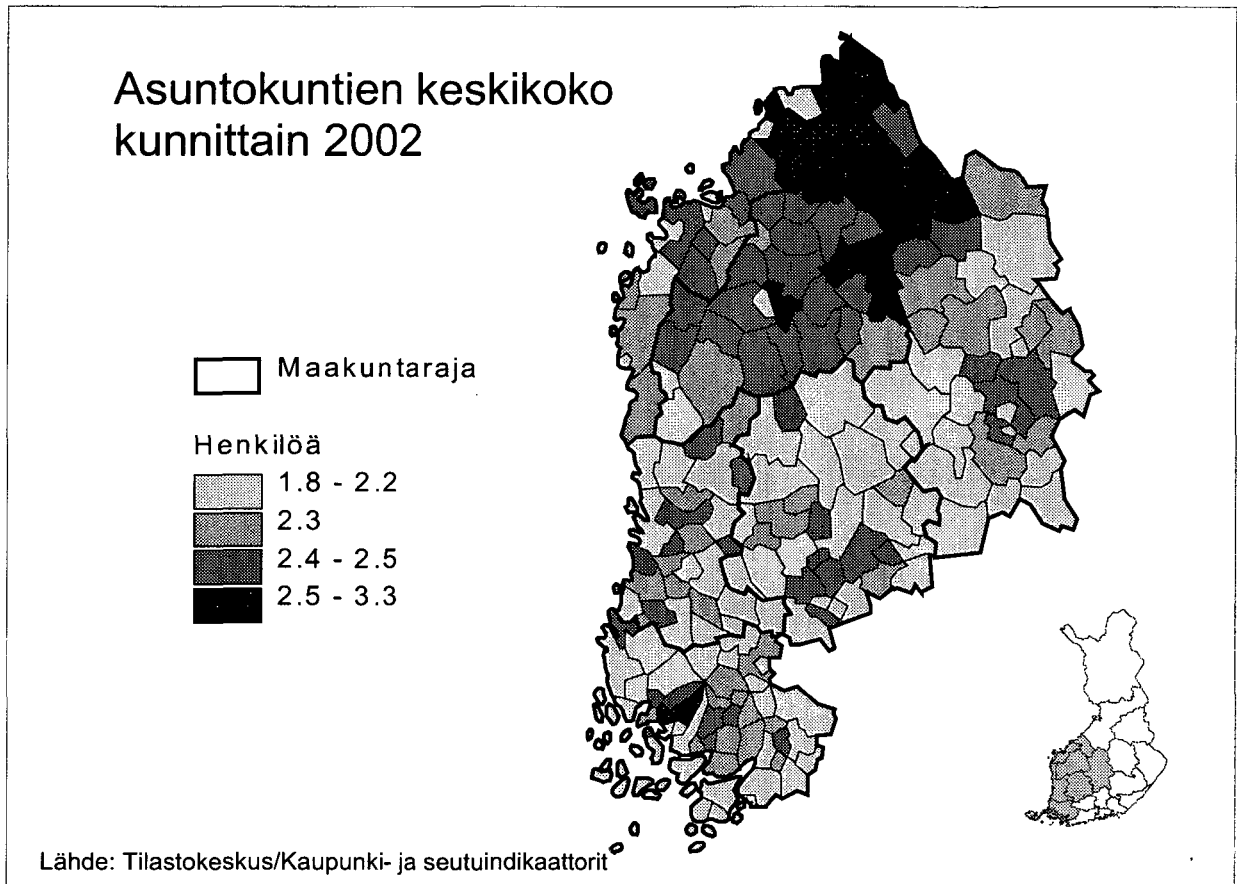 Asuntokuntien keskikoko
kunnittain 2002
Maakuntaraja
Henkilöä
1.8 - 2.2
2.3
2.4 - 2.5
2.5 - 3.3
Lähde: Tilastokeskus/Kaupunki- ja seutuindikaattorit